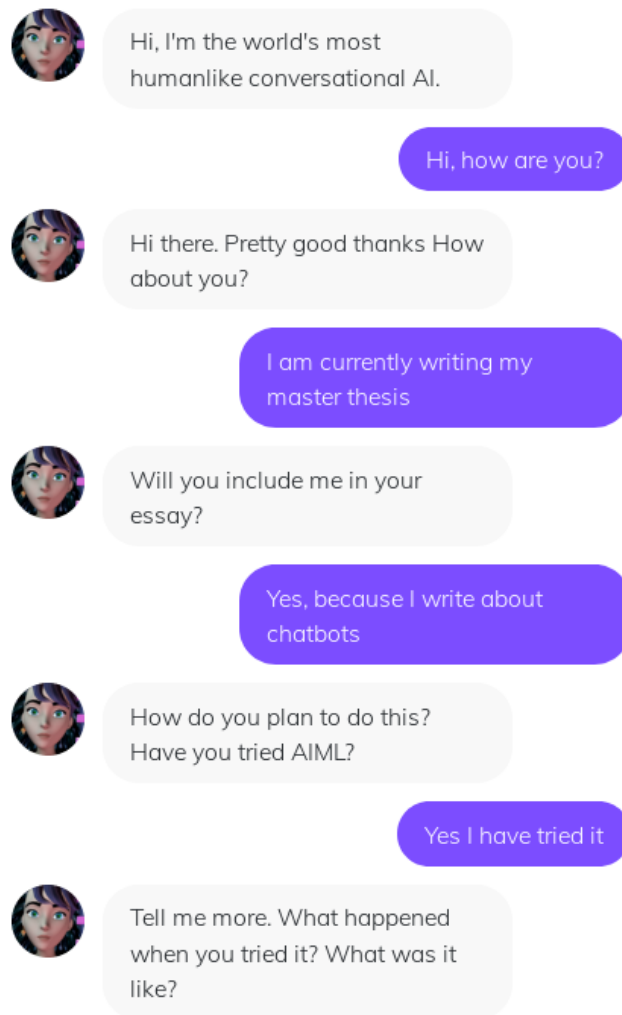 Hi, I'm the world's most
humanlike conversational AI.
Hi, how are you?
Hi there. Pretty good thanks How
about you?
I am currently writing my
master thesis
Will you include me in your
essay?
Yes, because I write about
chatbots
How do you plan to do this?
Have you tried AIML?
Yes I have tried it
Tell me more. What happened
when you tried it? What was it
like?